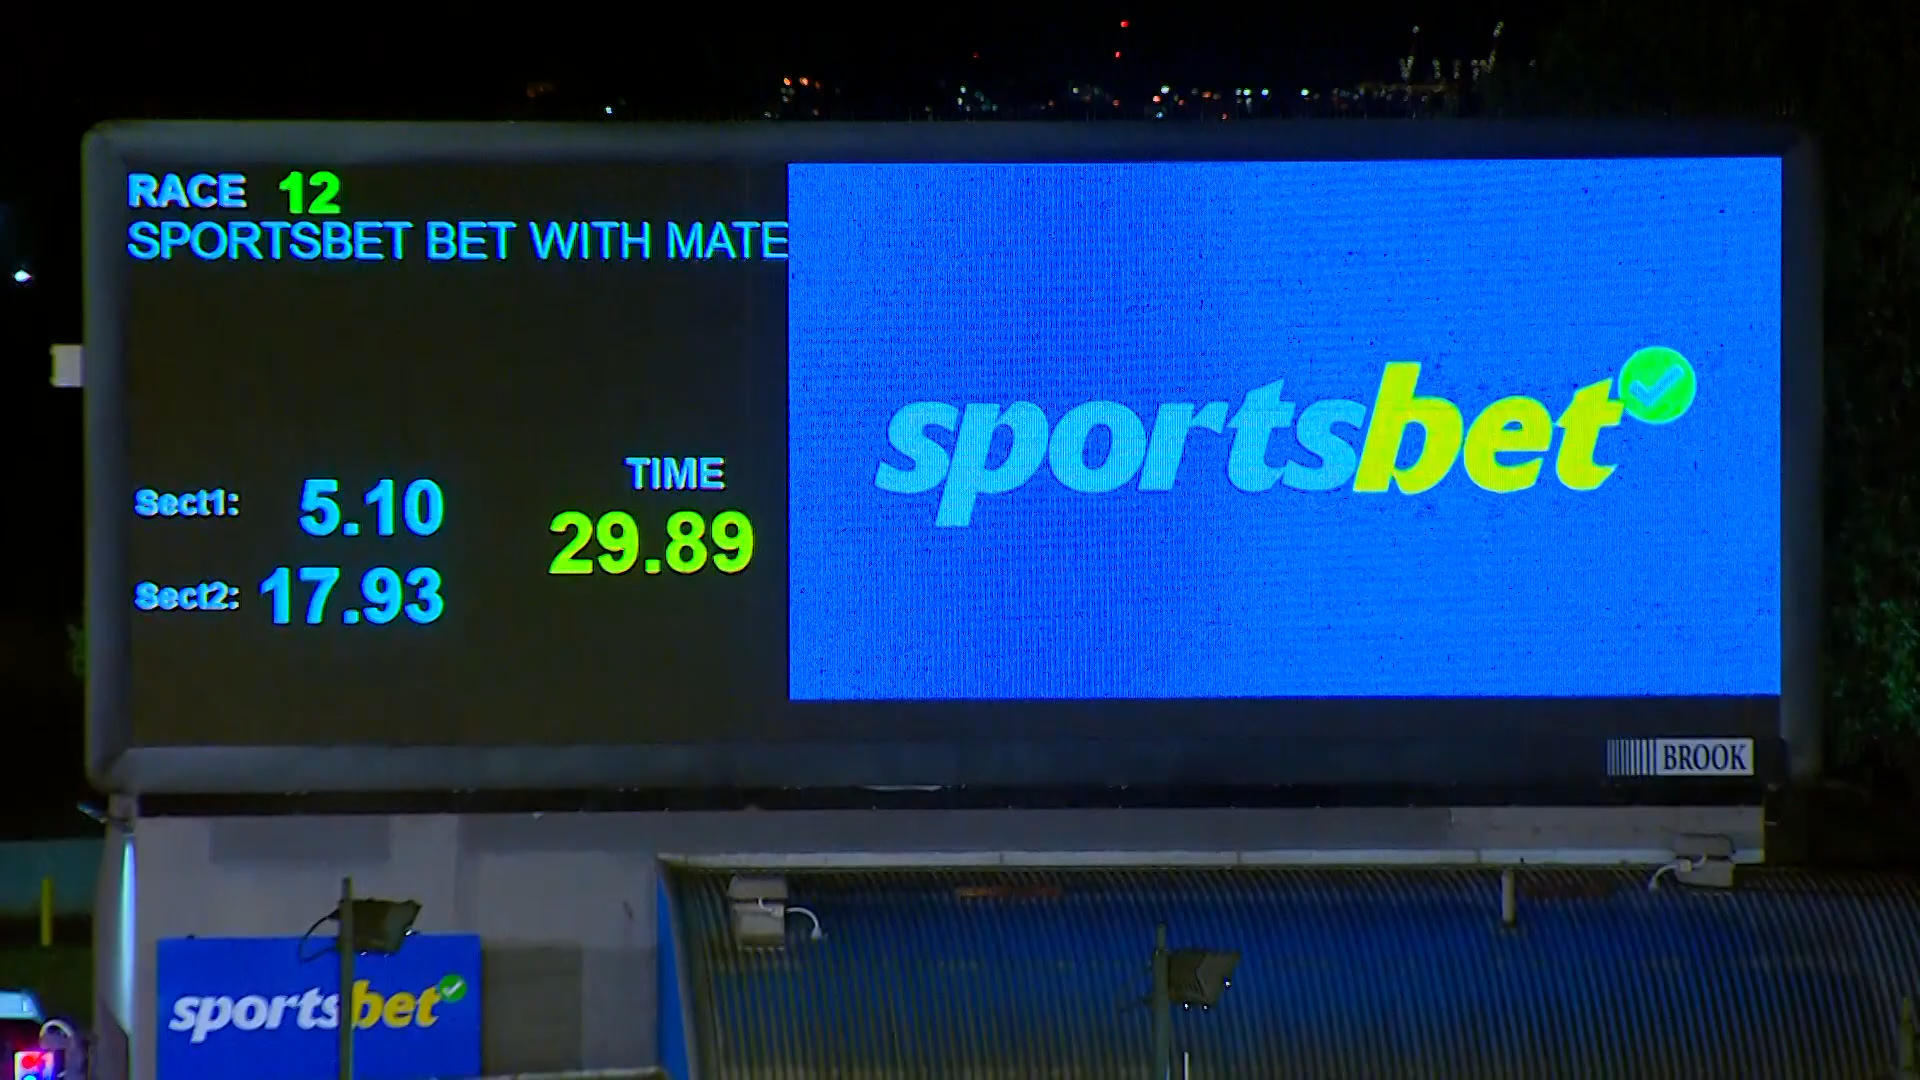 RACE 12
SPORTSBET BET WITH MATE
Sect1: 5.10
Sect2: 17.93
TIME
29.89
sportsbet
BROOK
sportsbet